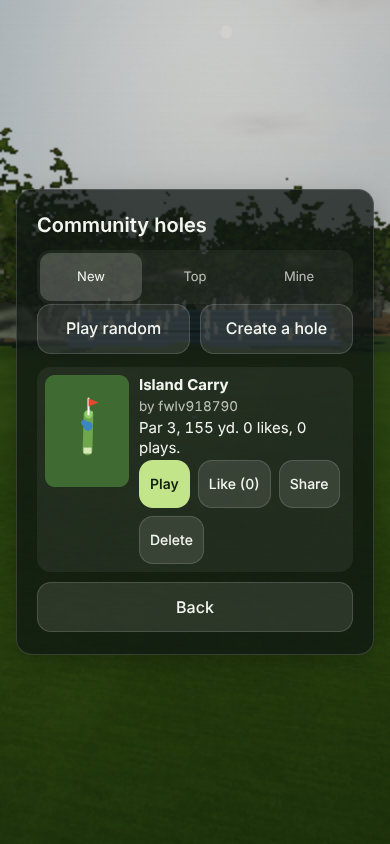 Community holes
New
Top
Mine
Play random
Create a hole
Island Carry
by fwlv918790
Par 3, 155 yd. 0 likes, 0
plays.
Play
Like (0)
Share
Delete
Back